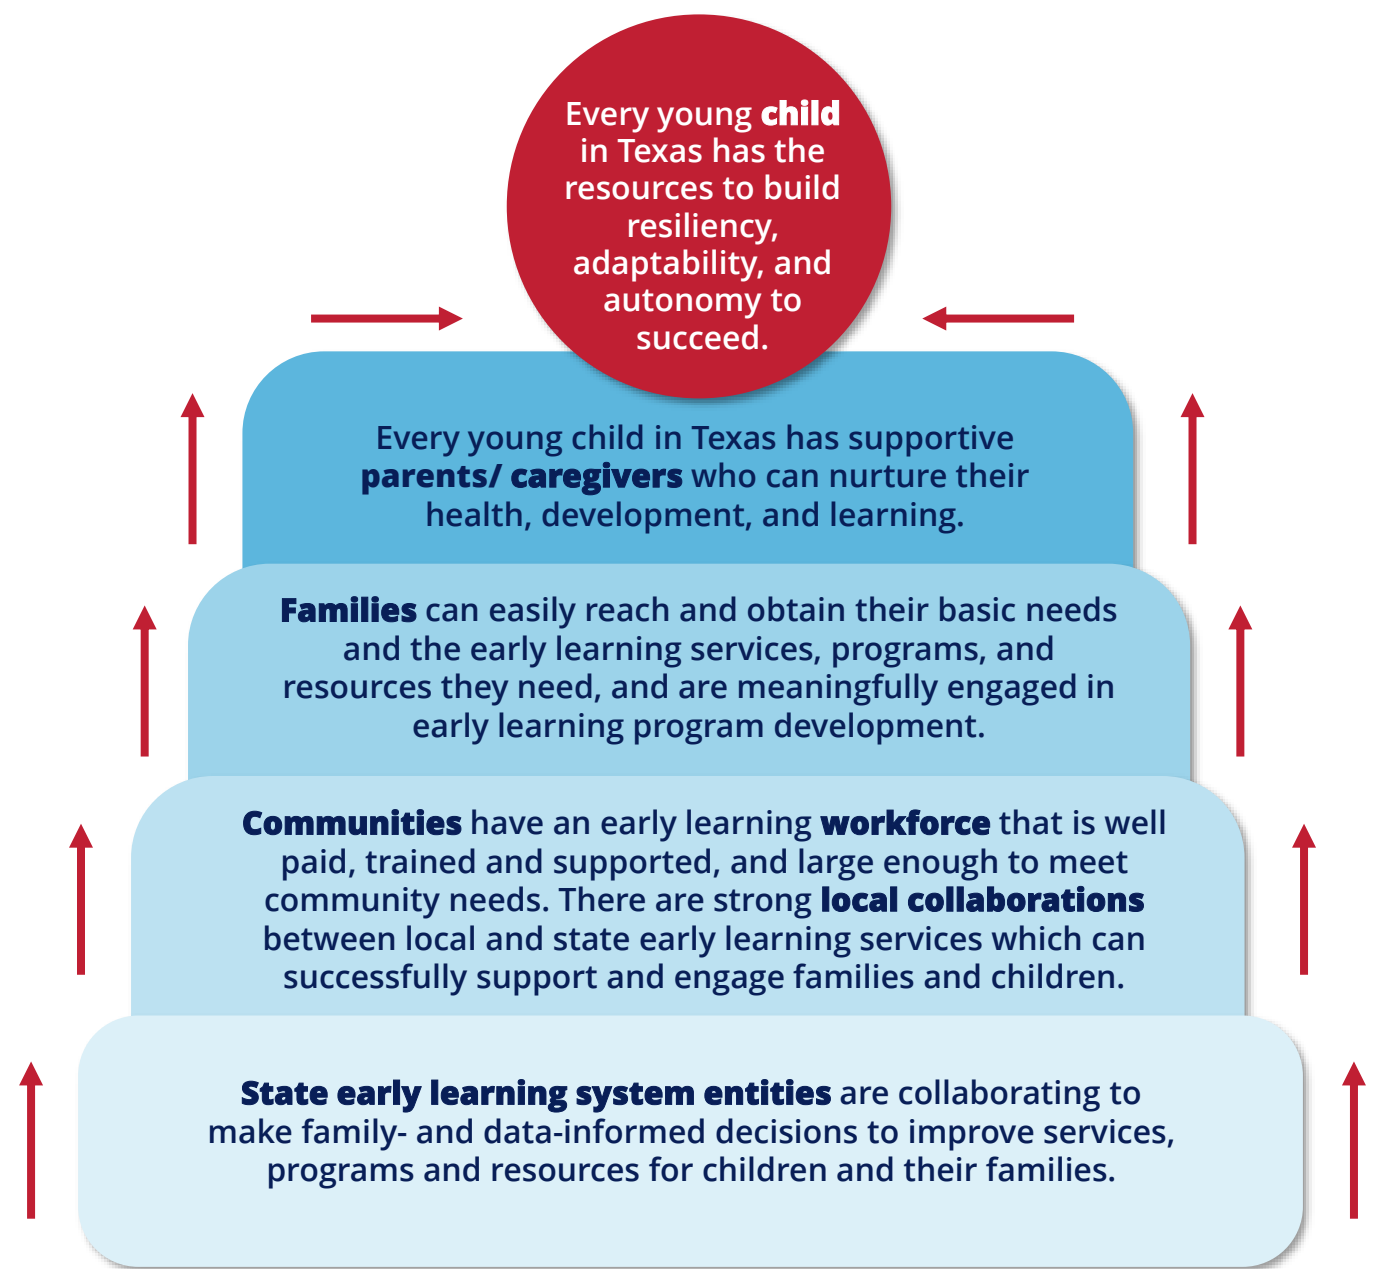 Every young child
in Texas has the
resources to build
resiliency,
adaptability, and
autonomy to
succeed.
Every young child in Texas has supportive
parents/ caregivers who can nurture their
health, development, and learning.
Families can easily reach and obtain their basic needs
and the early learning services, programs, and
resources they need, and are meaningfully engaged in
early learning program development.
Communities have an early learning workforce that is well
paid, trained and supported, and large enough to meet
community needs. There are strong local collaborations
between local and state early learning services which can
successfully support and engage families and children.
State early learning system entities are collaborating to
make family- and data-informed decisions to improve services,
programs and resources for children and their families.